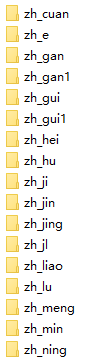 zh_cuan
zh_e
zh_gan
zh_gan1
zh_gui
zh_gui1
zh_hei
zh_hu
zh_ji
zh_jin
zh_jing
zh_jl
zh_liao
zh_lu
zh_meng
zh_min
zh_ning